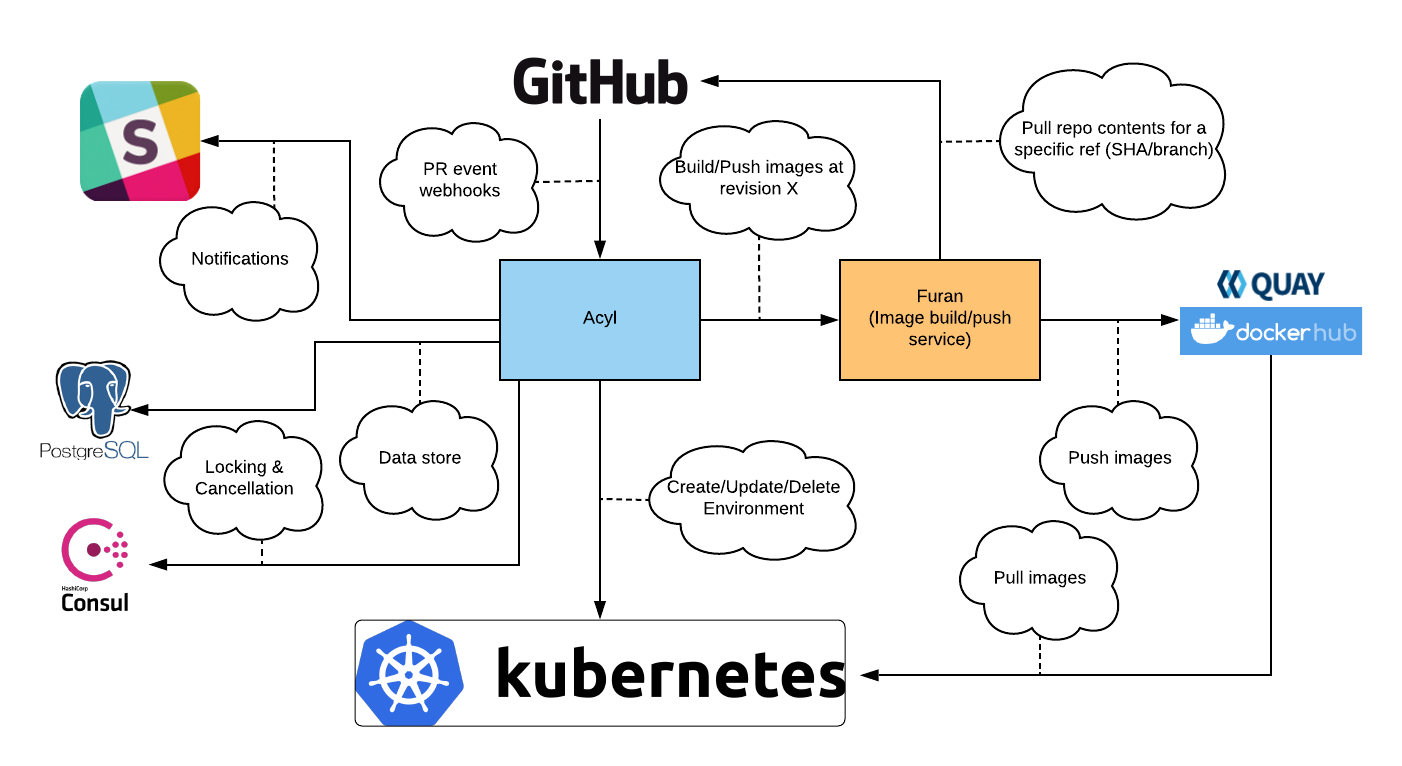 GitHub
S
Pull repo contents for a
specific ref (SHA/branch)
PR event
webhooks
Build/Push images at
revision X
Notifications
QUAY
Acyl
Furan
(Image build/push
service)
docker hub
PostgreSQL
Locking &
Cancellation
Data store
Create/Update/Delete
Environment
Push images
Pull images
HashiCorp
Consul
kubernetes